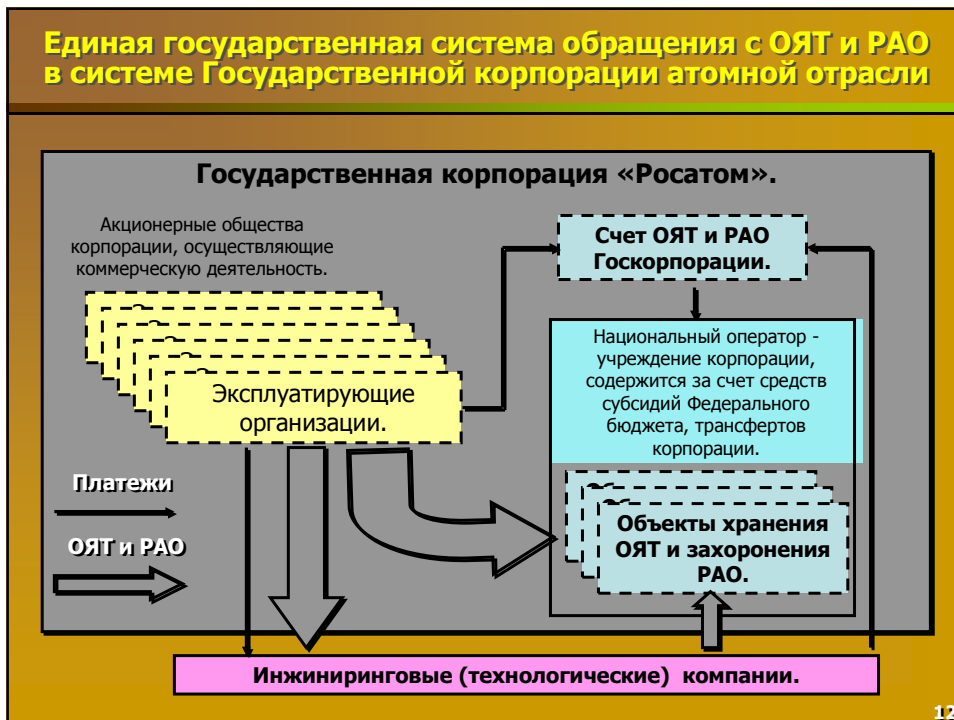 Единая государственная система обращения с ОЯТ и РАО
в системе Государственной корпорации атомной отрасли
Государственная корпорация «Росатом».
Акционерные общества
корпорации, осуществляющие
коммерческую деятельность.
Эксплуатирующие
организации.
Счет ОЯТ и РАО
Госкорпорации.
Национальный оператор -
учреждение корпорации,
содержится за счет средств
субсидий Федерального
бюджета, трансфертов
корпорации.
Платежи
ОЯТ и РАО
Объекты хранения
ОЯТ и захоронения
РАО.
Инжиниринговые (технологические) компании.
12